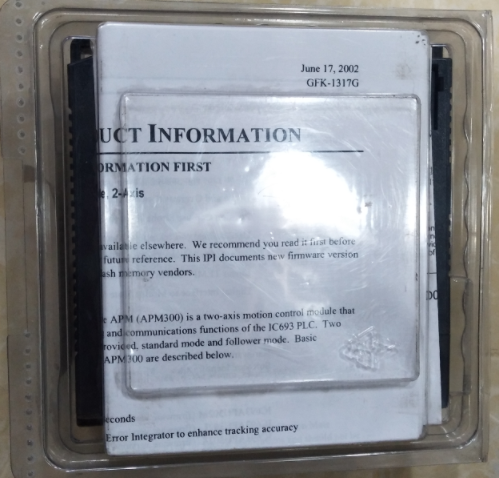 June 17, 2002
GFK-1317G
UCT INFORMATION
ORMATION FIRST
e, 2-Axis
available elsewhere. We recommend you read it first before
future reference. This IPI documents new firmware version
ash memory vendors.
e APM (APM300) is a two-axis motion control module that
and communications functions of the IC693 PLC. Two
provided, standard mode and follower mode. Basic
APM300 are described below.
econds
Error Integrator to enhance tracking accuracy